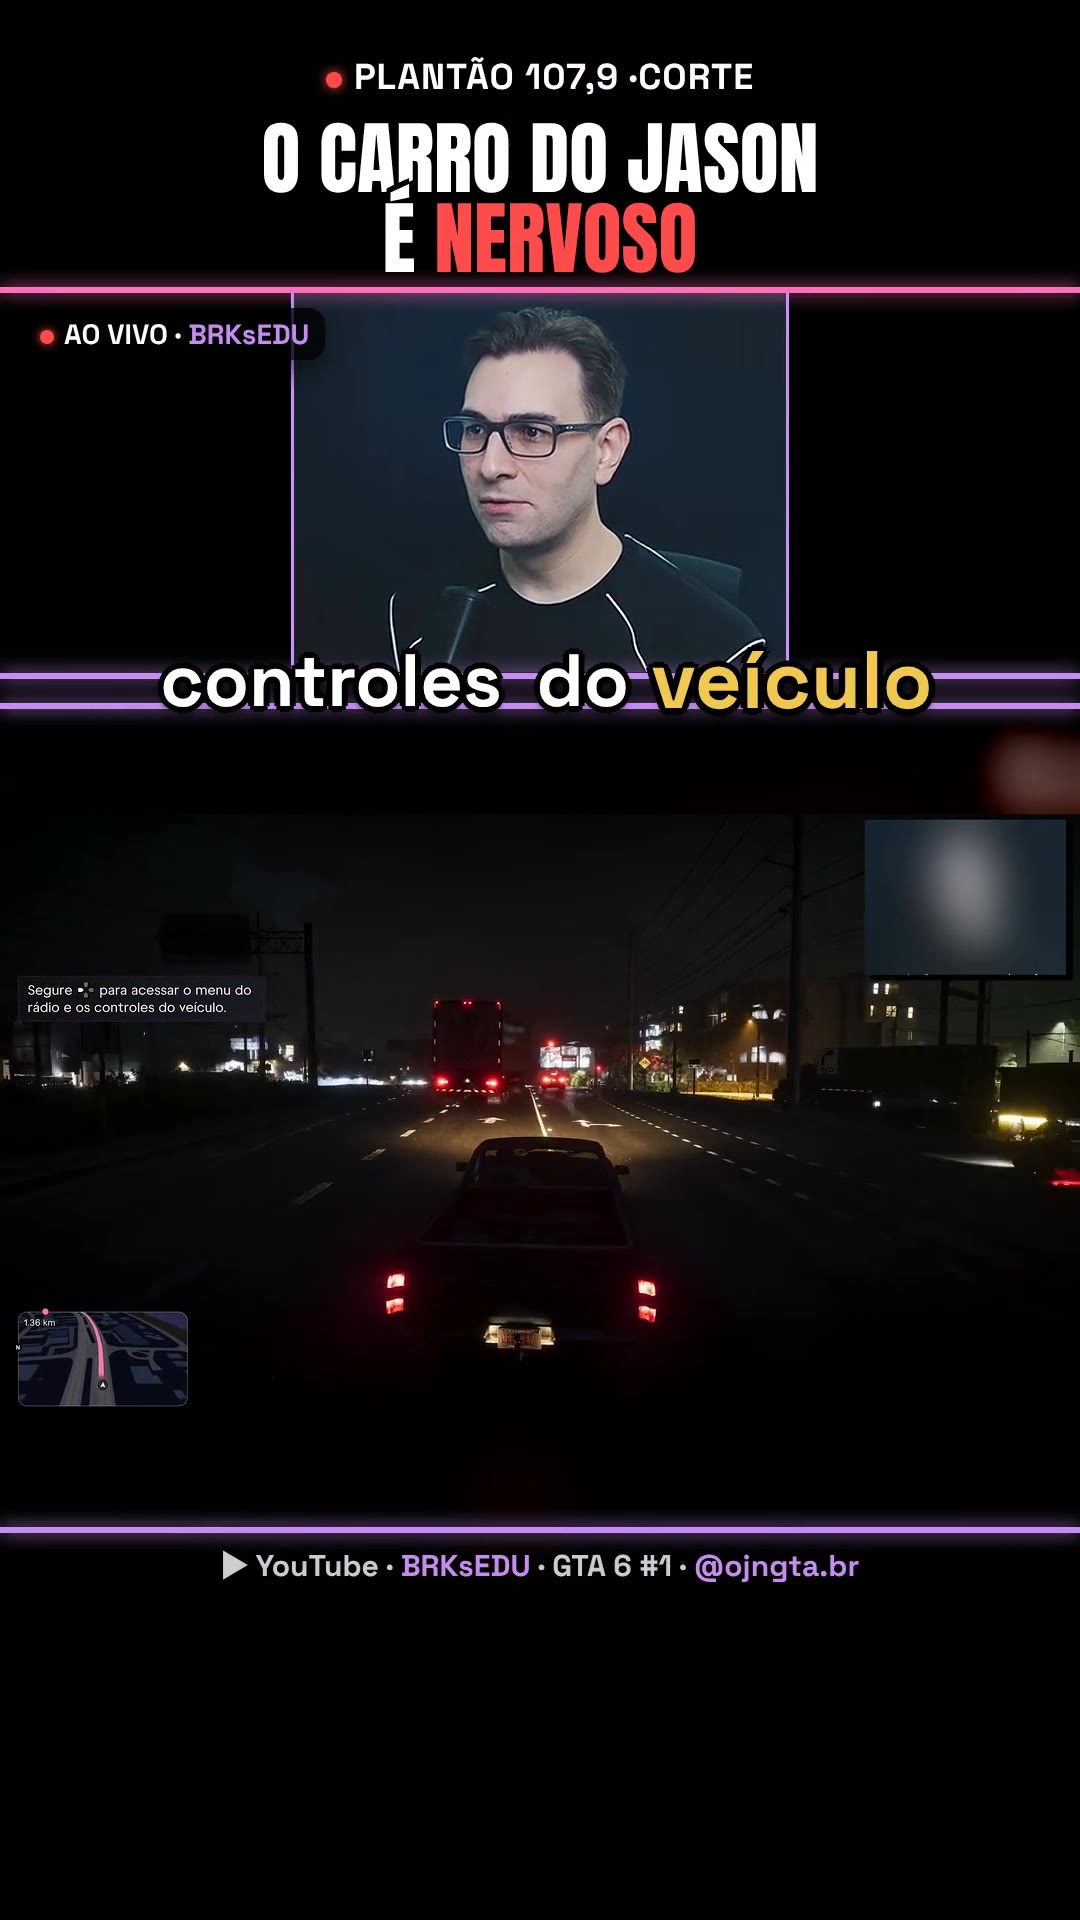 PLANTÃO 107,9 ·CORTE
O CARRO DO JASON
É NERVOSO
AO VIVO · BRKsEDU
controles do veículo
Segure para acessar o menu do
rádio e os controles do veículo.
1.36 km
N
▶ YouTube · BRKsEDU · GTA 6 #1 · @ojngta.br